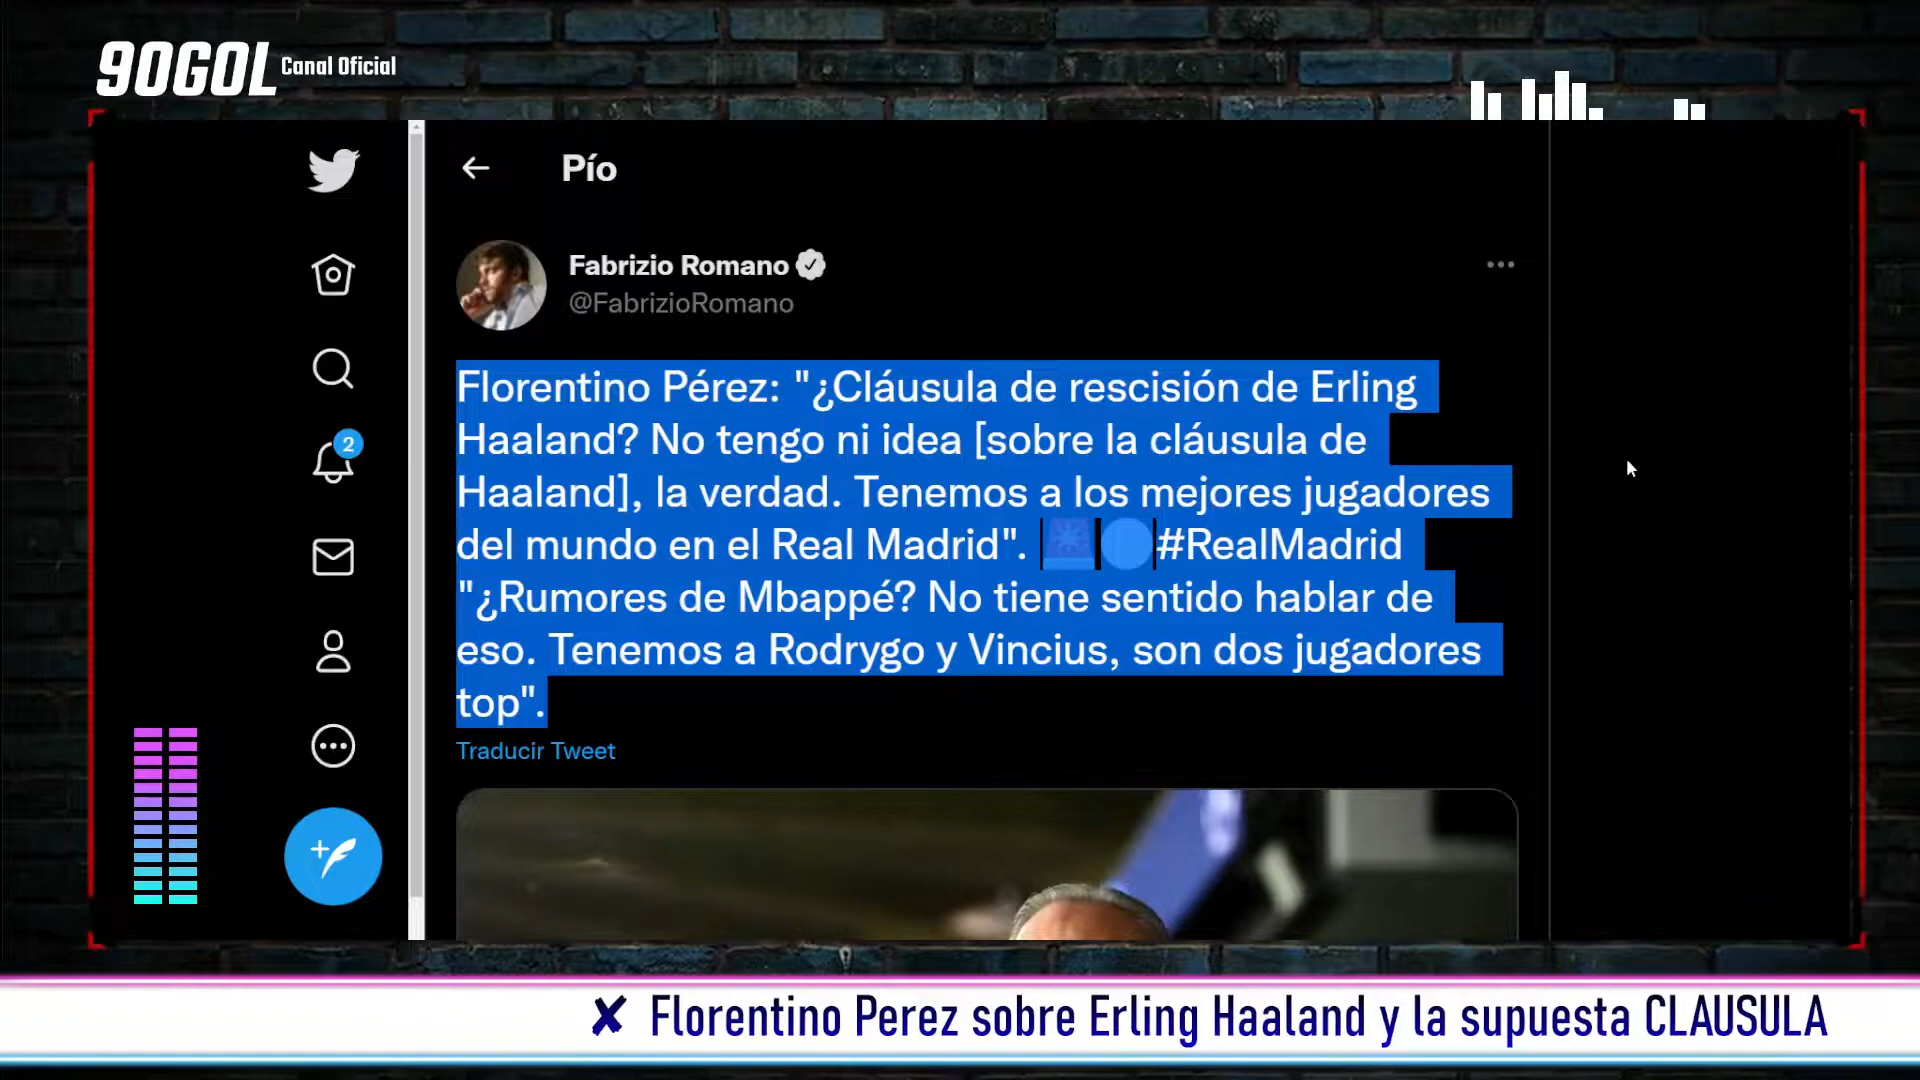 90GOL Canal Oficial
Pío
Fabrizio Romano
@FabrizioRomano
2
Florentino Pérez: "¿Cláusula de rescisión de Erling
Haaland? No tengo ni idea [sobre la cláusula de
Haaland], la verdad. Tenemos a los mejores jugadores
del mundo en el Real Madrid". #RealMadrid
"¿Rumores de Mbappé? No tiene sentido hablar de
eso. Tenemos a Rodrygo y Vincius, son dos jugadores
top".
Traducir Tweet
✘ Florentino Perez sobre Erling Haaland y la supuesta CLAUSULA